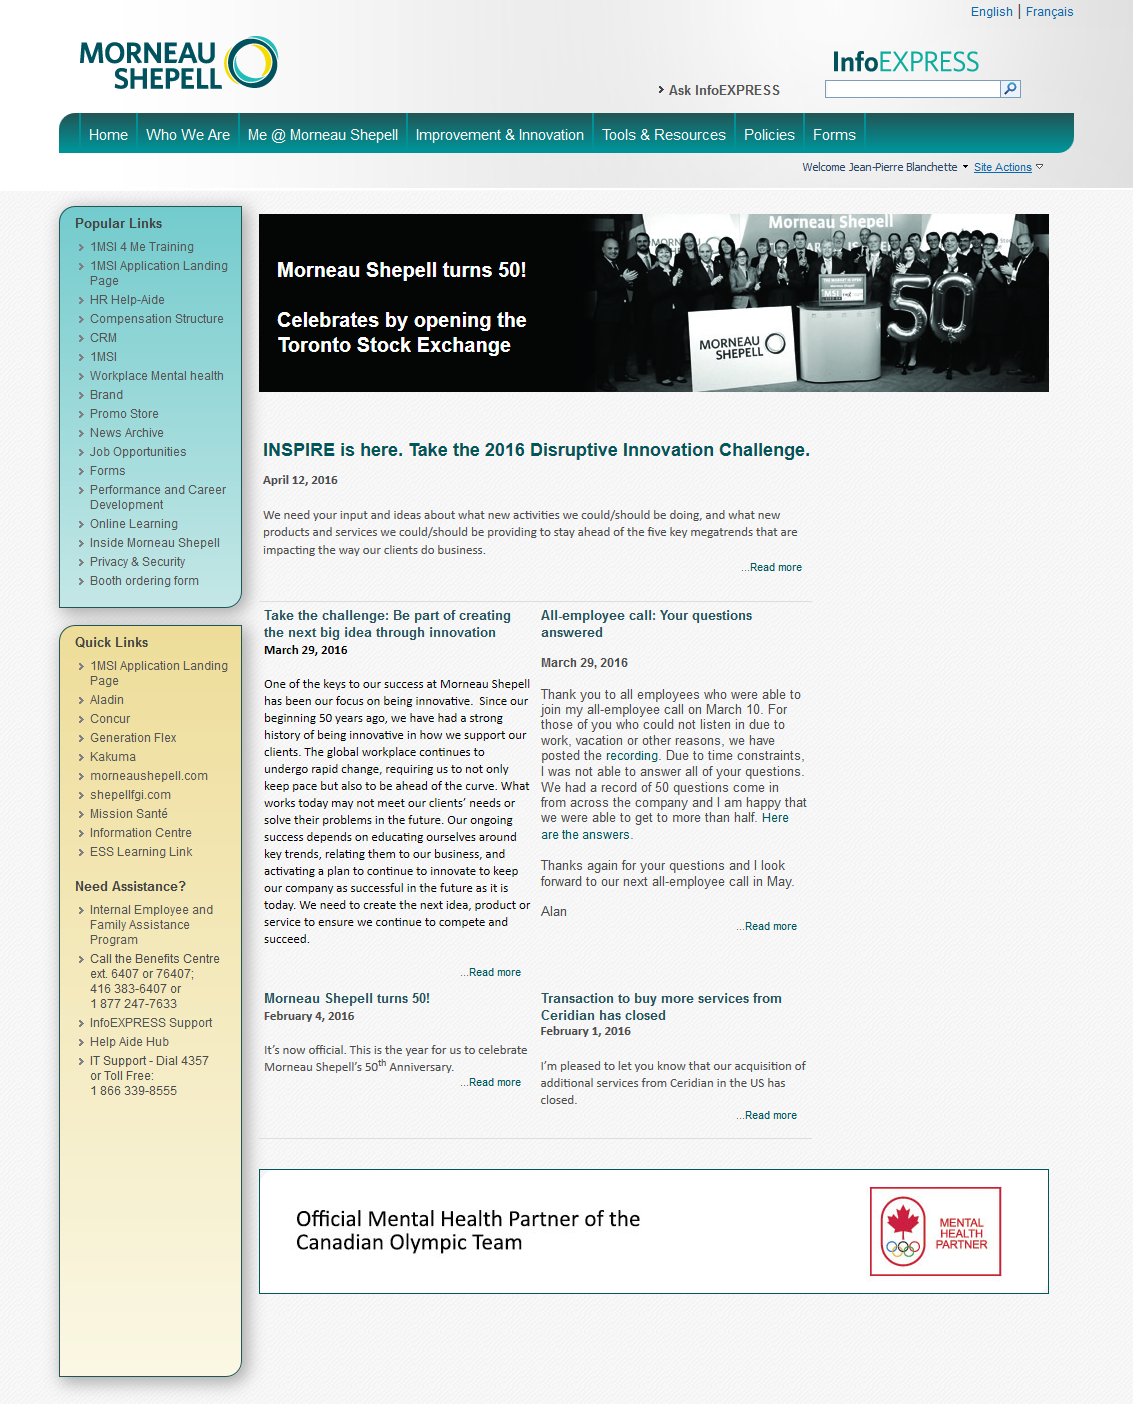 English | Français
MORNEAU
SHEPELL
InfoEXPRESS
Ask InfoEXPRESS
Home
Who We Are
Me @ Morneau Shepell
Improvement & Innovation
Tools & Resources
Policies
Forms
Welcome Jean-Pierre Blanchette
Site Actions
Popular Links
1MSI 4 Me Training
1MSI Application Landing
Page
HR Help-Aide
Compensation Structure
CRM
1MSI
Workplace Mental health
Brand
Promo Store
News Archive
Job Opportunities
Forms
Performance and Career
Development
Online Learning
Inside Morneau Shepell
Privacy & Security
Booth ordering form
Quick Links
1MSI Application Landing
Page
Aladin
Concur
Generation Flex
Kakuma
morneaushepell.com
shepellfgi.com
Mission Santé
Information Centre
ESS Learning Link
Need Assistance?
Internal Employee and
Family Assistance
Program
Call the Benefits Centre
ext. 6407 or 76407;
416 383-6407 or
1 877 247-7633
InfoEXPRESS Support
Help Aide Hub
IT Support - Dial 4357
or Toll Free:
1 866 339-8555
Morneau Shepell turns 50!
Celebrates by opening the
Toronto Stock Exchange
Morneau Shepell
MSI
50
MORNEAU
SHEPELL
INSPIRE is here. Take the 2016 Disruptive Innovation Challenge.
April 12, 2016
We need your input and ideas about what new activities we could/should be doing, and what new
products and services we could/should be providing to stay ahead of the five key megatrends that are
impacting the way our clients do business.
...Read more
Take the challenge: Be part of creating
the next big idea through innovation
March 29, 2016
One of the keys to our success at Morneau Shepell
has been our focus on being innovative.  Since our
beginning 50 years ago, we have had a strong
history of being innovative in how we support our
clients. The global workplace continues to
undergo rapid change, requiring us to not only
keep pace but also to be ahead of the curve. What
works today may not meet our clients’ needs or
solve their problems in the future. Our ongoing
success depends on educating ourselves around
key trends, relating them to our business, and
activating a plan to continue to innovate to keep
our company as successful in the future as it is
today. We need to create the next idea, product or
service to ensure we continue to compete and
succeed.
...Read more
All-employee call: Your questions
answered
March 29, 2016
Thank you to all employees who were able to
join my all-employee call on March 10. For
those of you who could not listen in due to
work, vacation or other reasons, we have
posted the recording. Due to time constraints,
I was not able to answer all of your questions.
We had a record of 50 questions come in
from across the company and I am happy that
we were able to get to more than half. Here
are the answers.
Thanks again for your questions and I look
forward to our next all-employee call in May.
Alan
...Read more
Morneau Shepell turns 50!
February 4, 2016
It’s now official. This is the year for us to celebrate
Morneau Shepell’s 50th Anniversary.
...Read more
Transaction to buy more services from
Ceridian has closed
February 1, 2016
I’m pleased to let you know that our acquisition of
additional services from Ceridian in the US has
closed.
...Read more
Official Mental Health Partner of the
Canadian Olympic Team
MENTAL
HEALTH
PARTNER